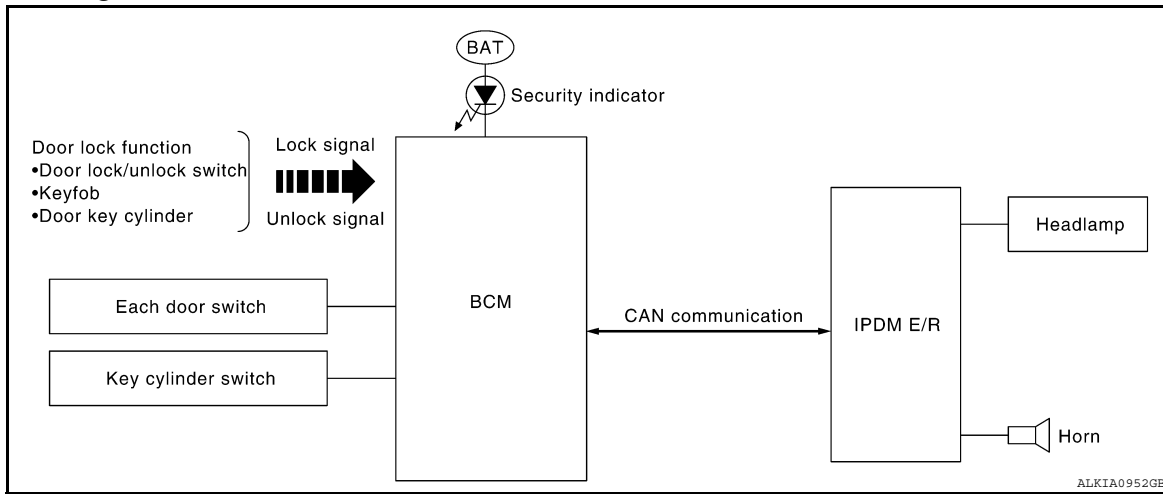 BAT
Security indicator
Door lock function
•Door lock/unlock switch
•Keyfob
•Door key cylinder
Lock signal
Unlock signal
Each door switch
Key cylinder switch
BCM
CAN communication
IPDM E/R
Headlamp
Horn
ALKIA0952GB